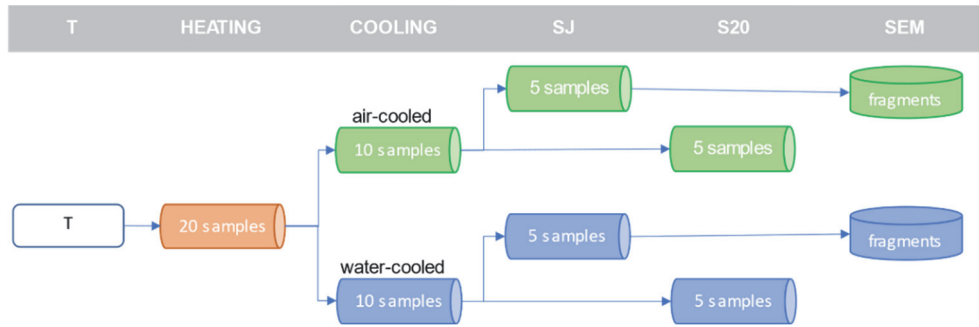 T HEATING COOLING SJ S20 SEM
5 samples
fragments
air-cooled
10 samples
5 samples
T
20 samples
5 samples
fragments
water-cooled
10 samples
5 samples